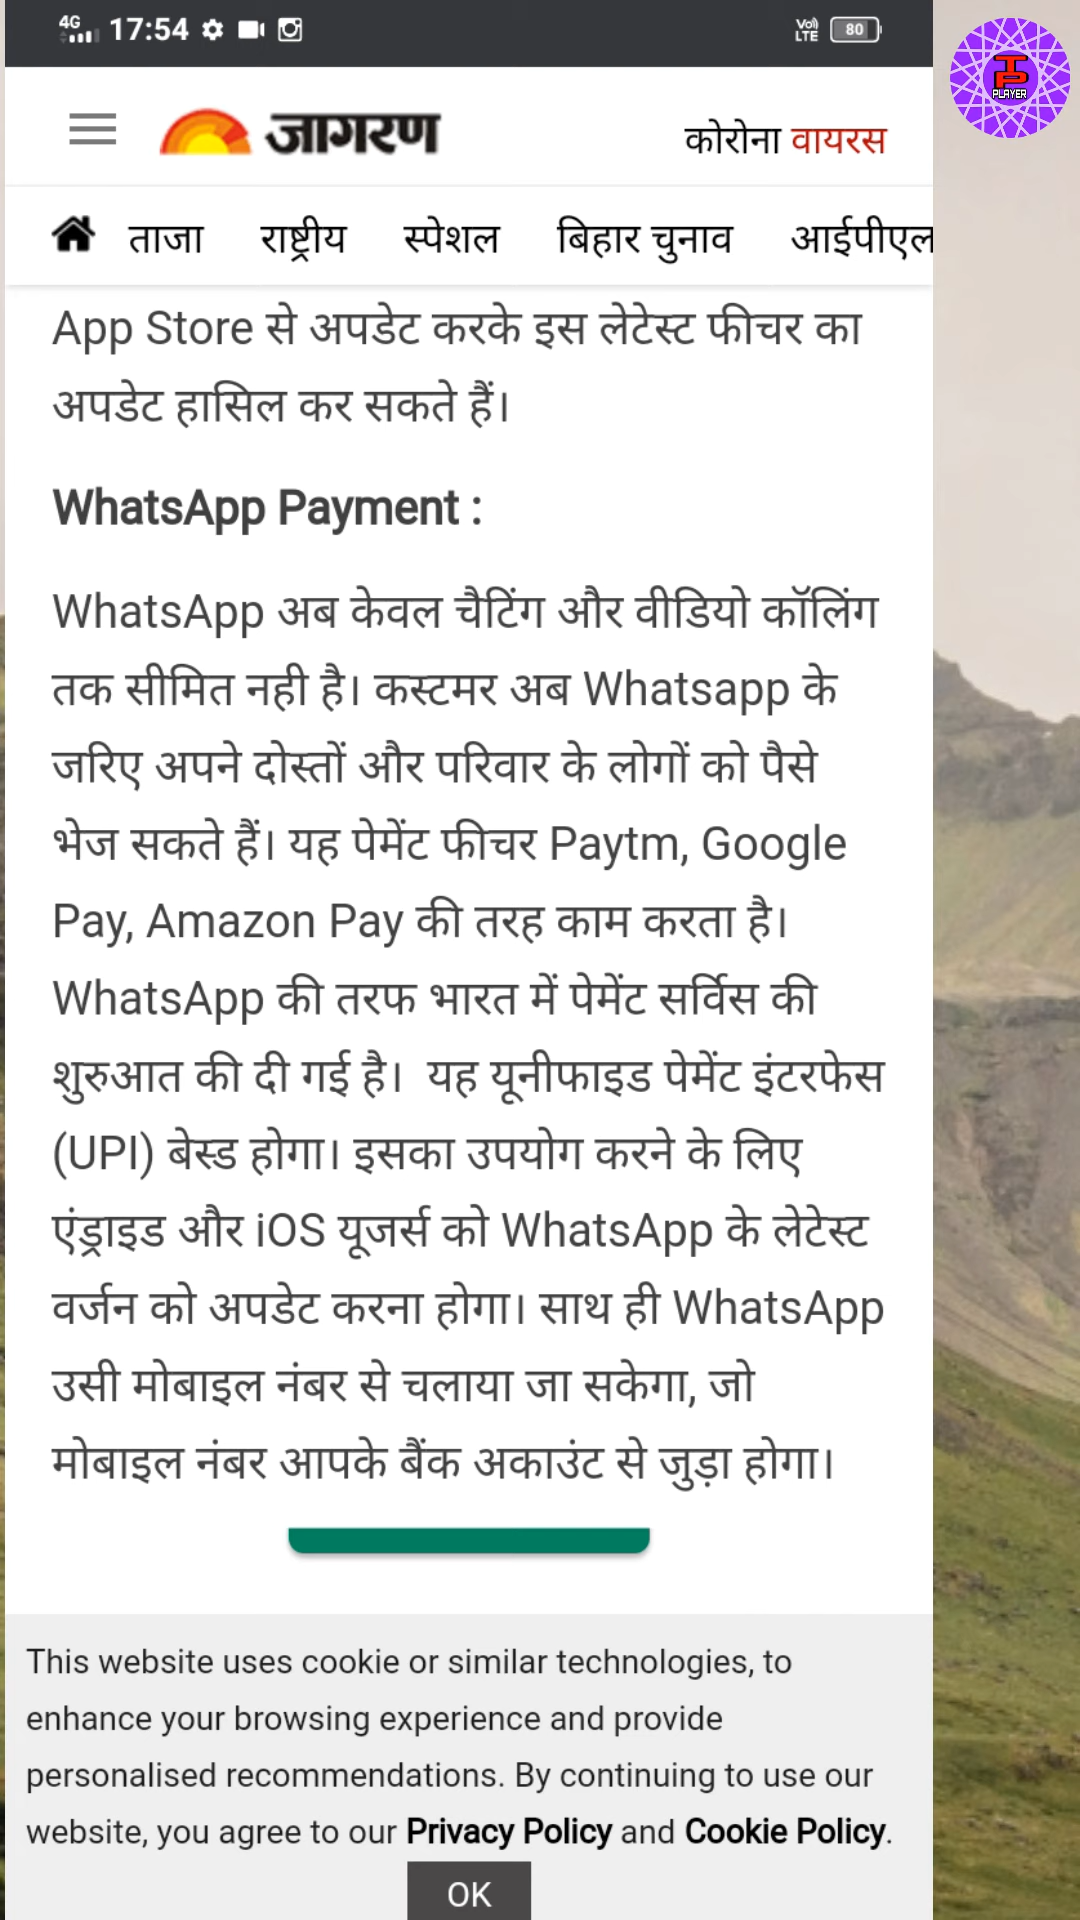 4G 17:54 Vo) LTE 80
TP
PLAYER
जागरण कोरोना वायरस
ताजा राष्ट्रीय स्पेशल बिहार चुनाव आईपीएल
App Store से अपडेट करके इस लेटेस्ट फीचर का
अपडेट हासिल कर सकते हैं।
WhatsApp Payment :
WhatsApp अब केवल चैटिंग और वीडियो कॉलिंग
तक सीमित नही है। कस्टमर अब Whatsapp के
जरिए अपने दोस्तों और परिवार के लोगों को पैसे
भेज सकते हैं। यह पेमेंट फीचर Paytm, Google
Pay, Amazon Pay की तरह काम करता है।
WhatsApp की तरफ भारत में पेमेंट सर्विस की
शुरुआत की दी गई है। यह यूनीफाइड पेमेंट इंटरफेस
(UPI) बेस्ड होगा। इसका उपयोग करने के लिए
एंड्राइड और iOS यूजर्स को WhatsApp के लेटेस्ट
वर्जन को अपडेट करना होगा। साथ ही WhatsApp
उसी मोबाइल नंबर से चलाया जा सकेगा, जो
मोबाइल नंबर आपके बैंक अकाउंट से जुड़ा होगा।
This website uses cookie or similar technologies, to
enhance your browsing experience and provide
personalised recommendations. By continuing to use our
website, you agree to our Privacy Policy and Cookie Policy.
OK